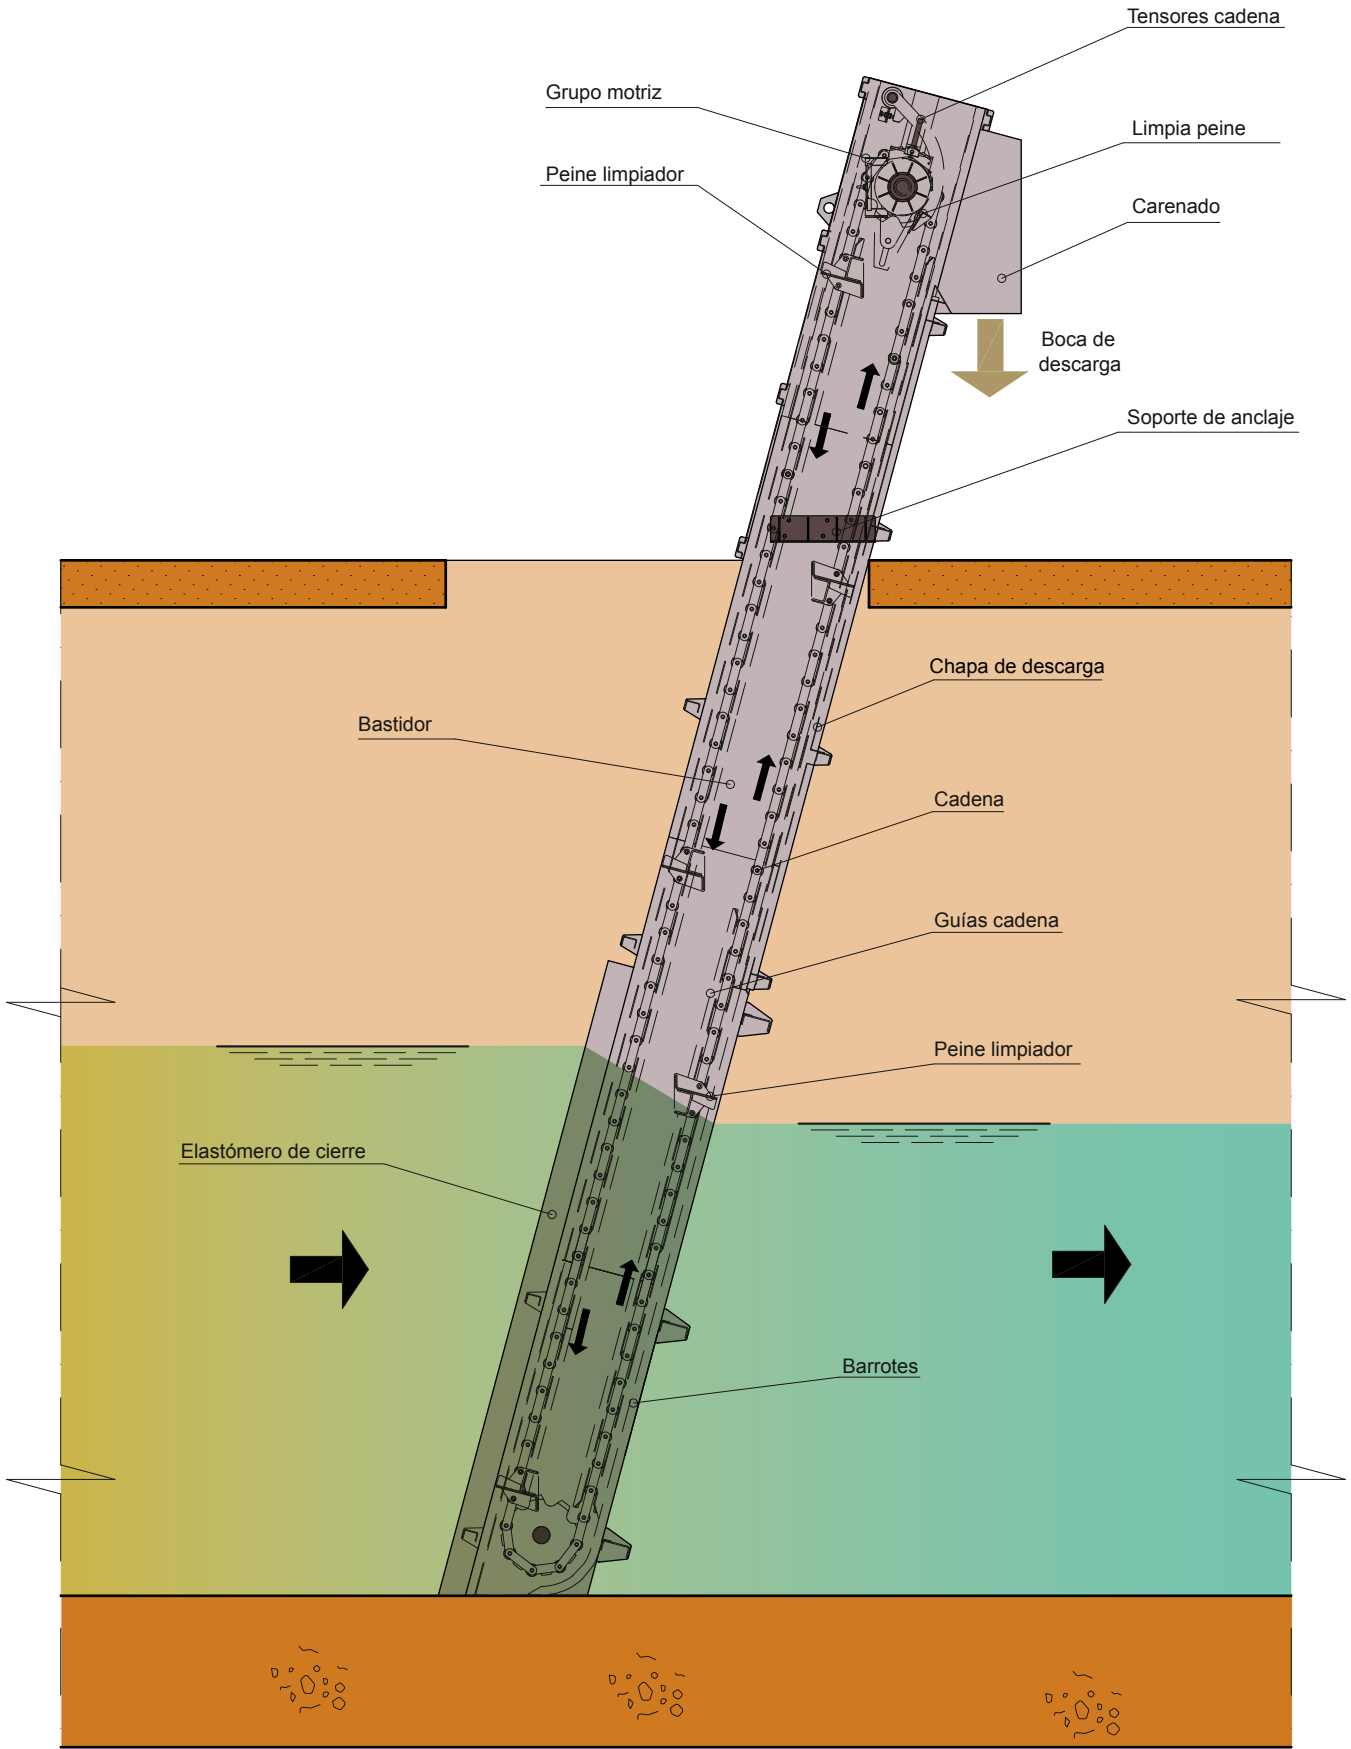 Tensores cadena
Grupo motriz
Limpia peine
Peine limpiador
Carenado
Boca de
descarga
Soporte de anclaje
Chapa de descarga
Bastidor
Cadena
Guías cadena
Peine limpiador
Elastómero de cierre
Barrotes